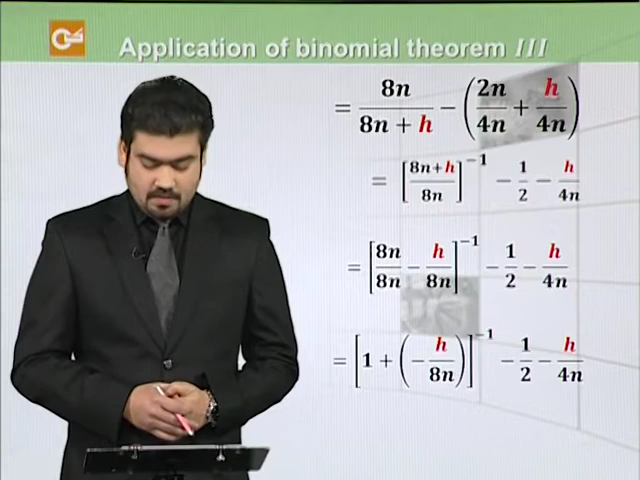 Application of binomial theorem III
= 8n/(8n + h) − (2n/4n + h/4n)
= [(8n+h)/8n]⁻¹ − 1/2 − h/4n
= [8n/8n − h/8n]⁻¹ − 1/2 − h/4n
= [1 + (−h/8n)]⁻¹ − 1/2 − h/4n